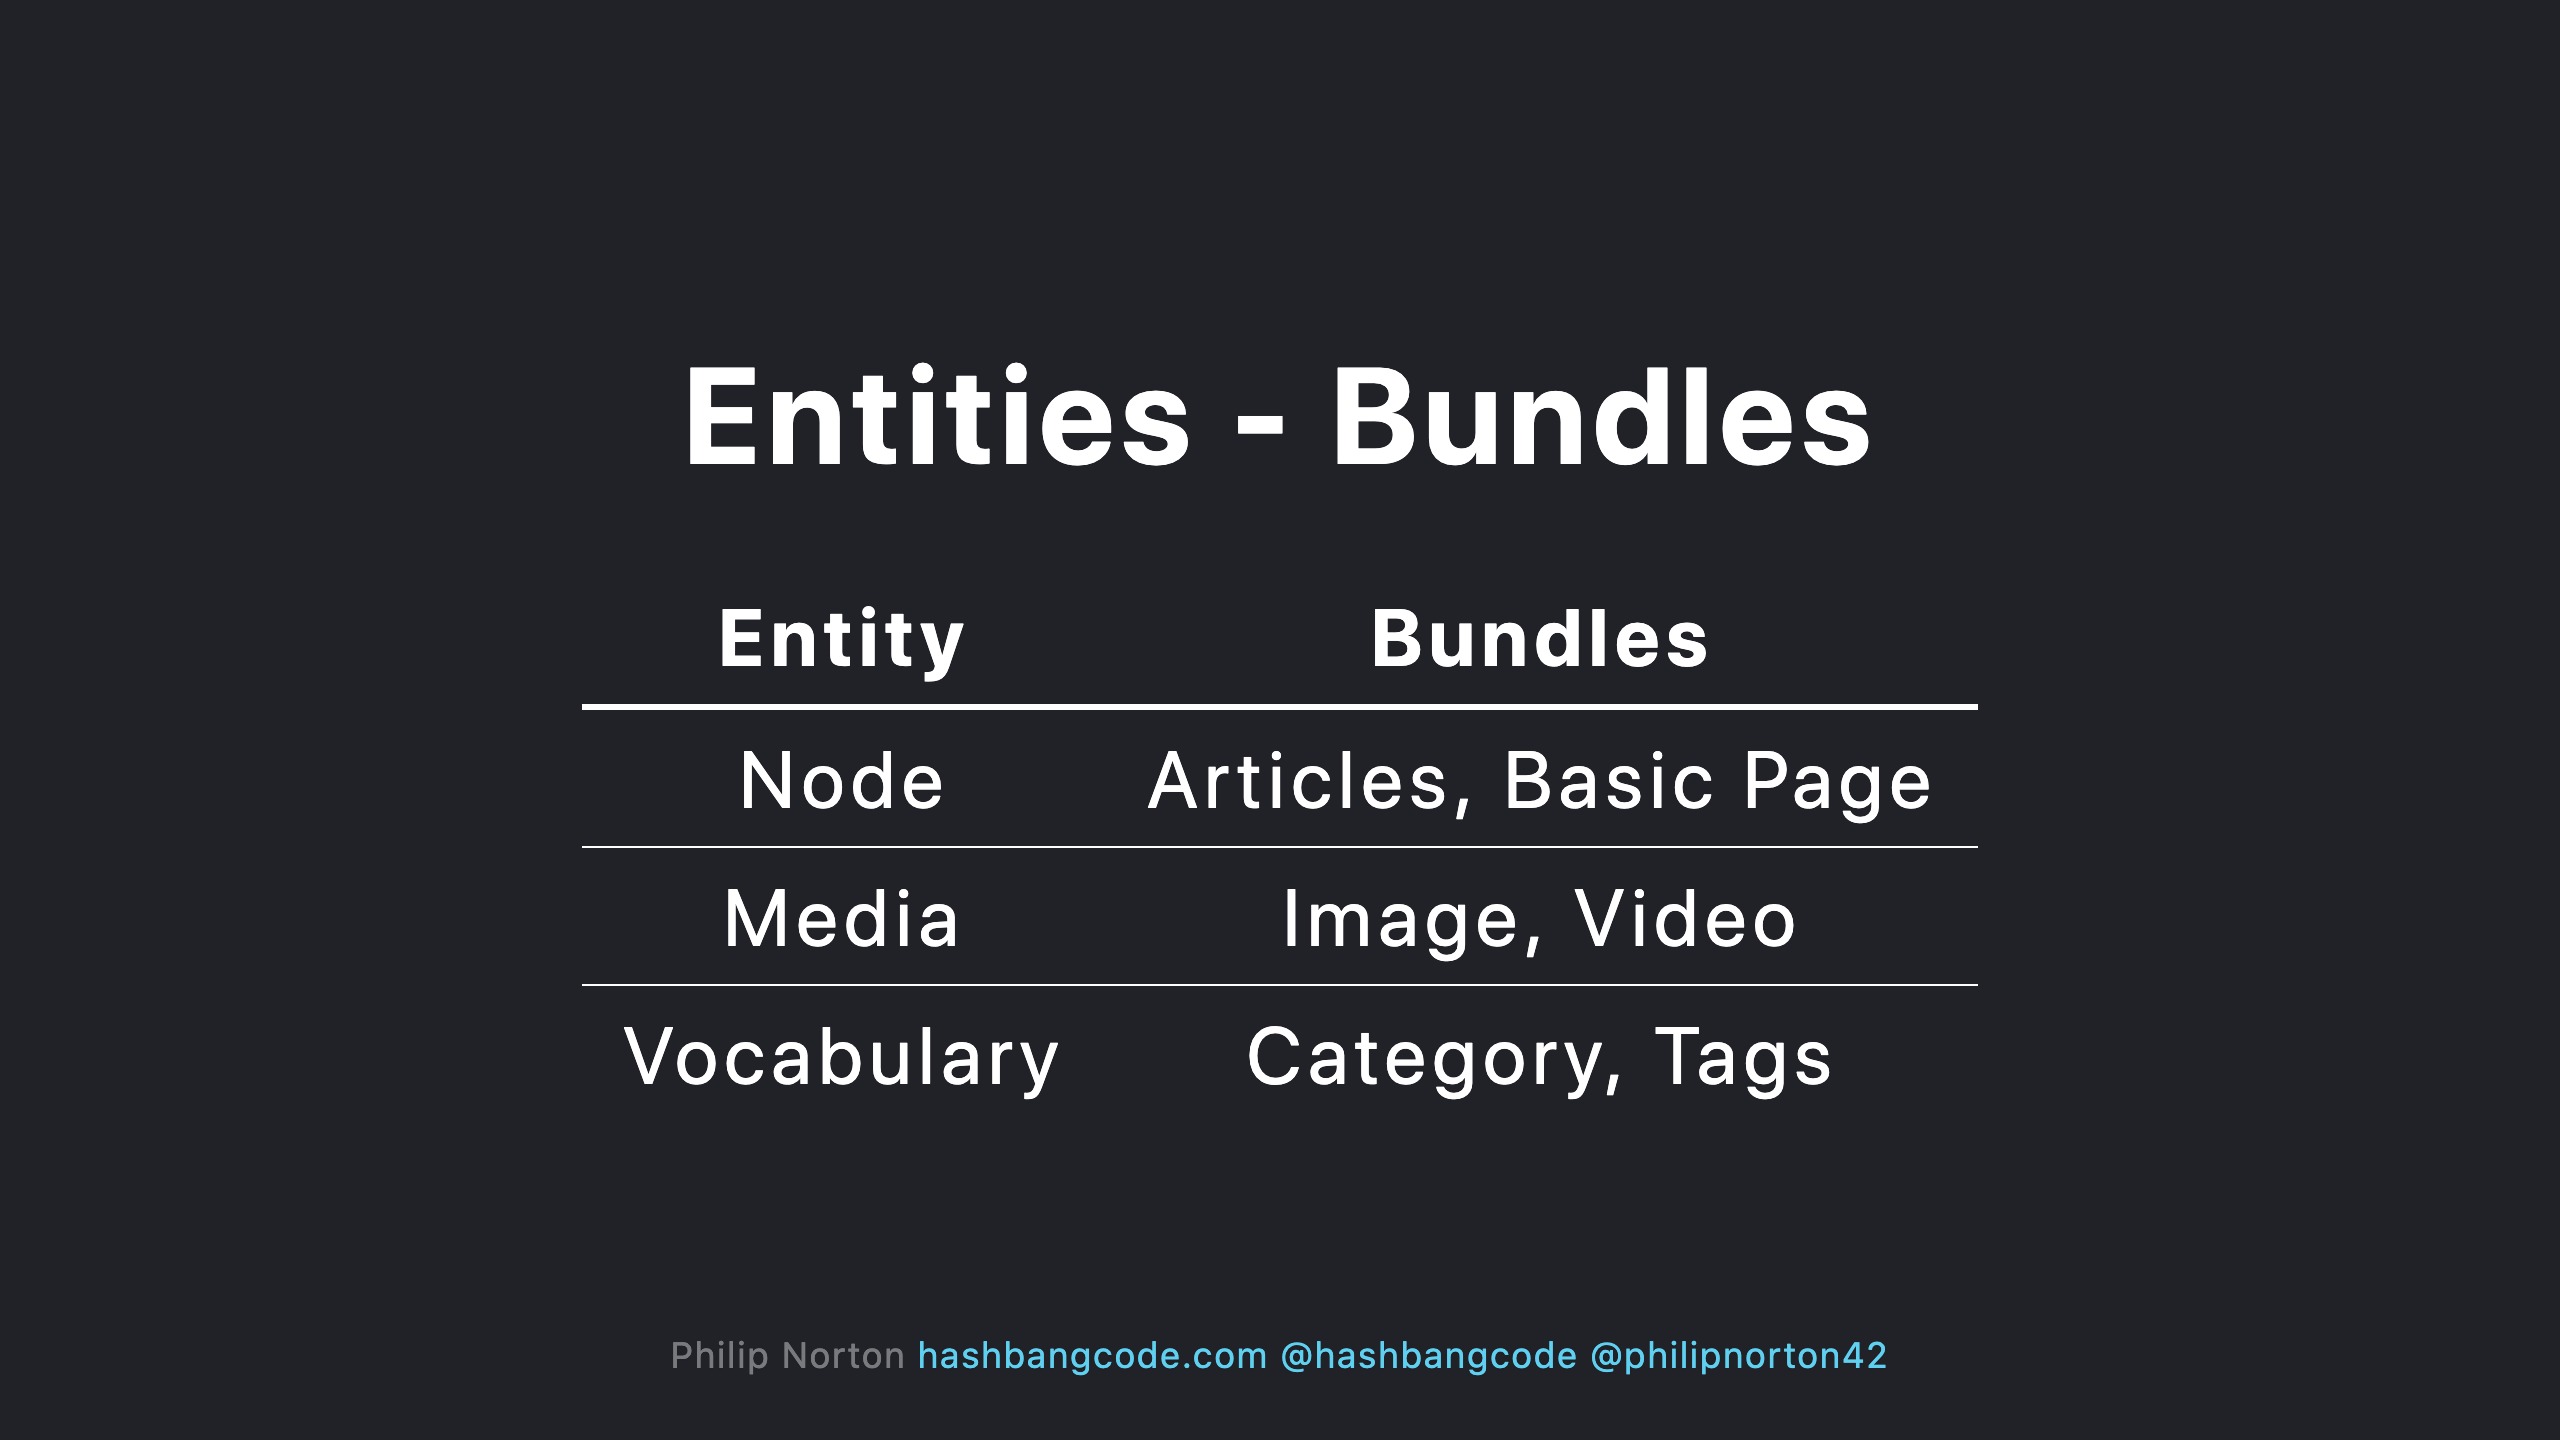 Entities - Bundles
Entity Bundles
Node Articles, Basic Page
Media Image, Video
Vocabulary Category, Tags
Philip Norton hashbangcode.com @hashbangcode @philipnorton42